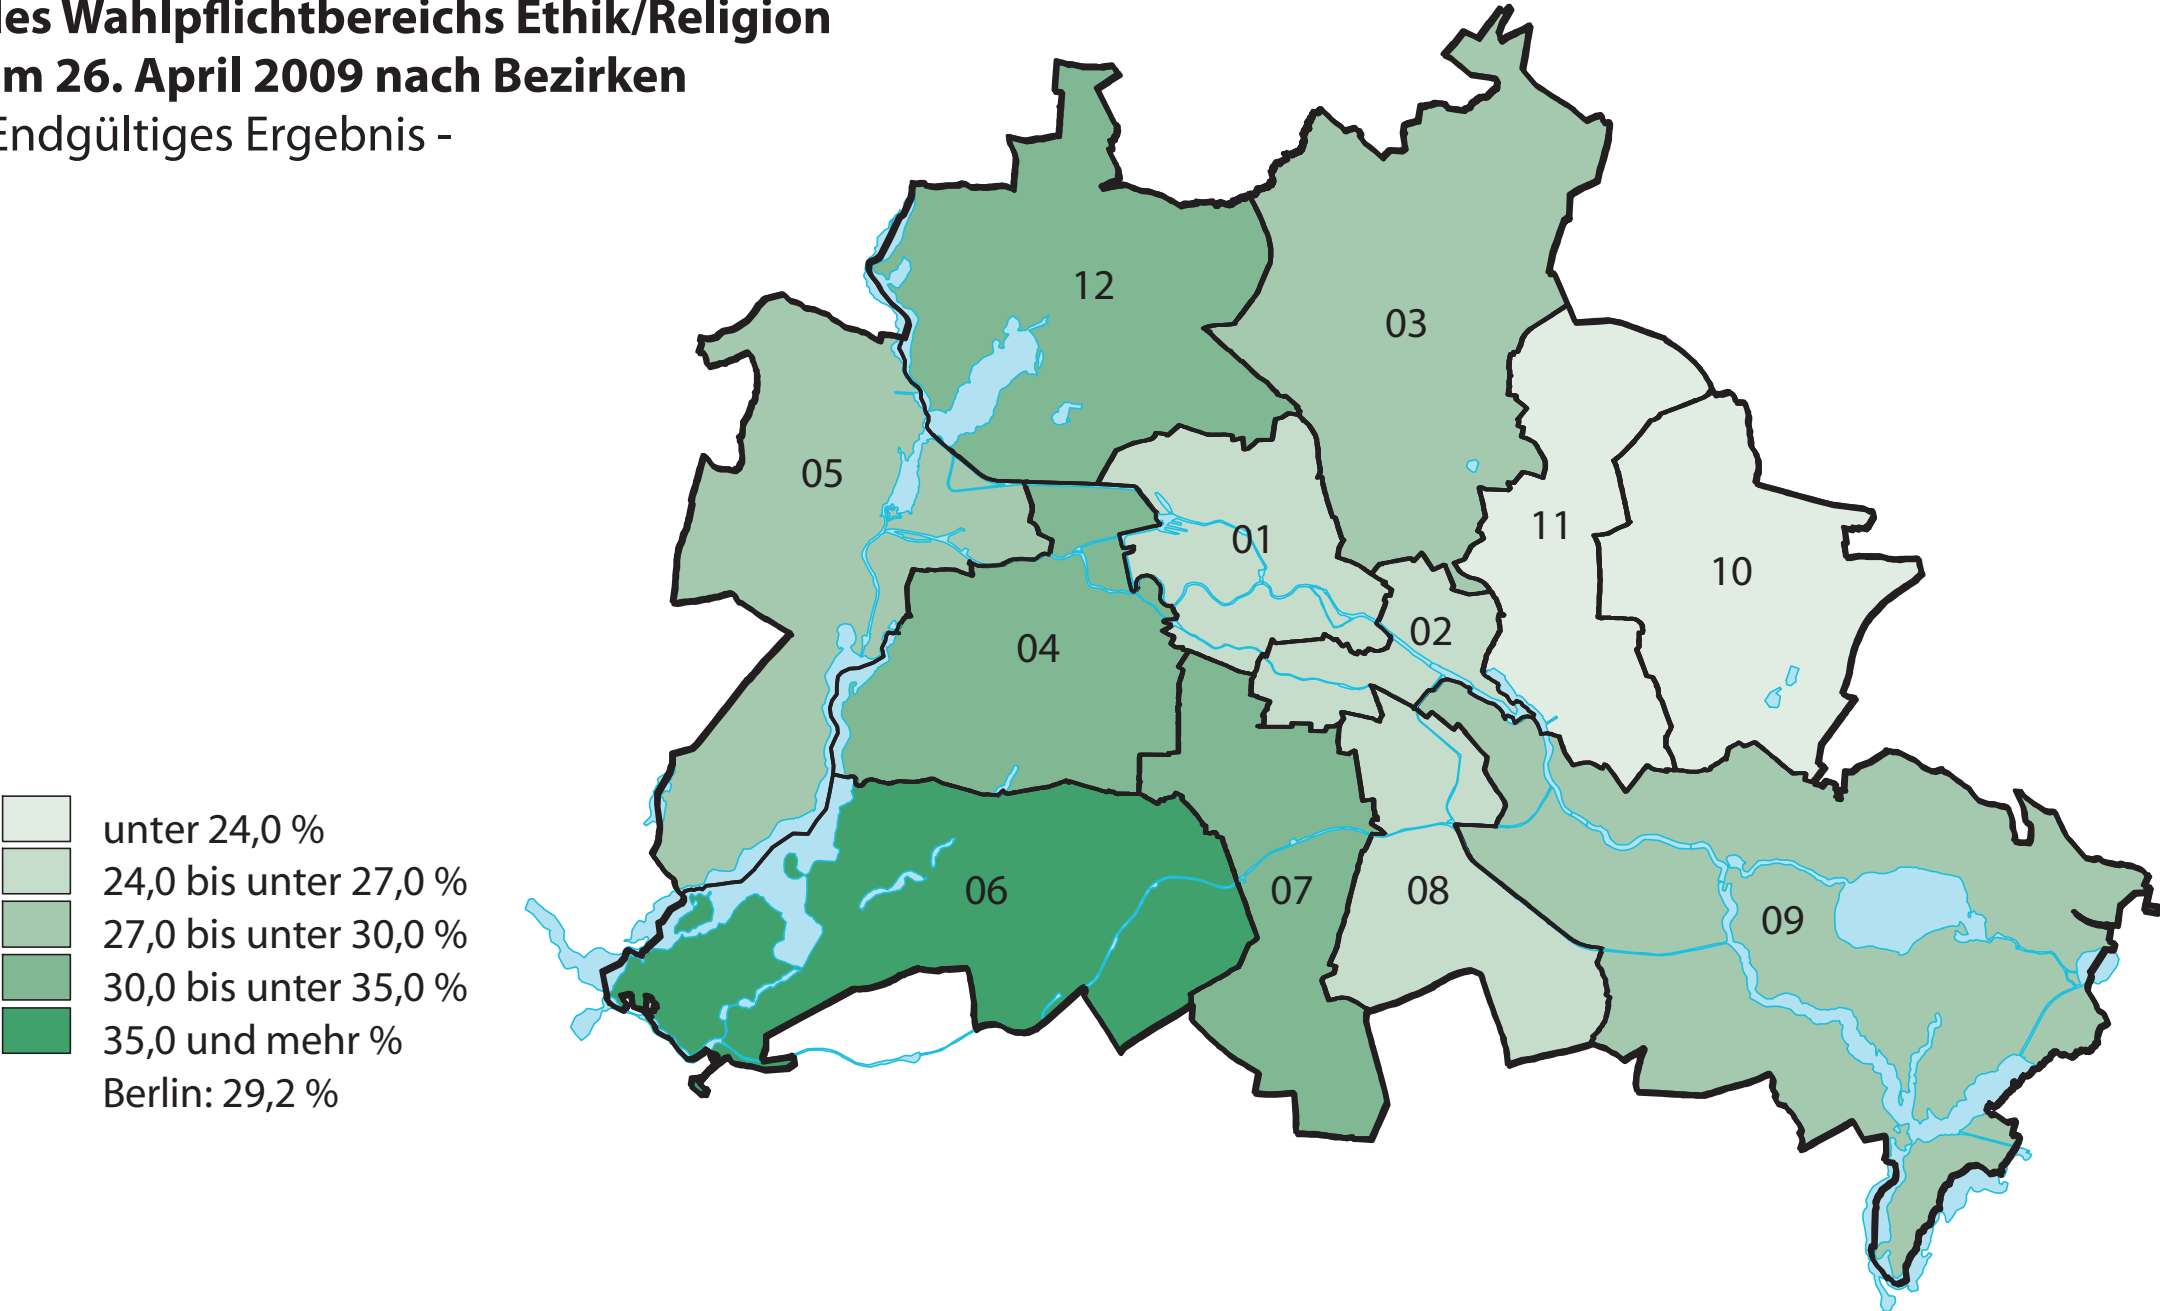 des Wahlpflichtbereichs Ethik/Religion
m 26. April 2009 nach Bezirken
Endgültiges Ergebnis -
12
03
05
11
01
10
02
04
06
07
08
09
unter 24,0 %
24,0 bis unter 27,0 %
27,0 bis unter 30,0 %
30,0 bis unter 35,0 %
35,0 und mehr %
Berlin: 29,2 %